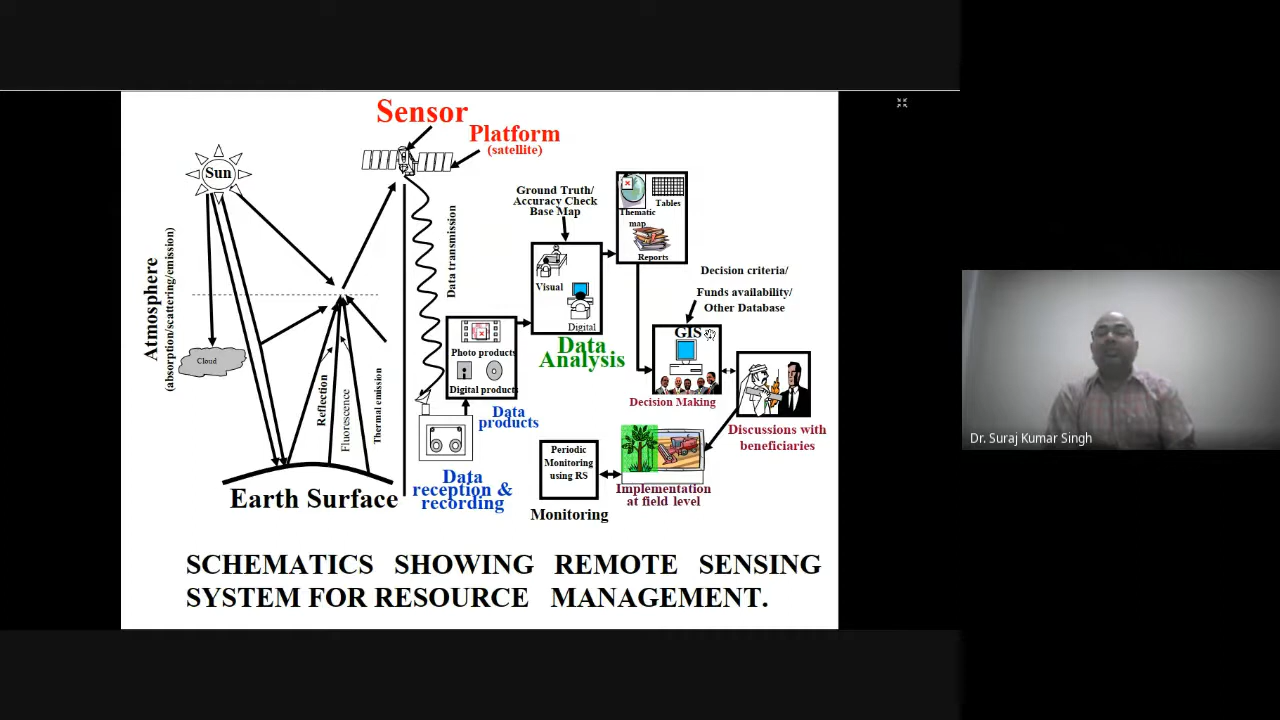 Sensor
Platform
(satellite)
Sun
Atmosphere
(absorption/scattering/emission)
Cloud
Reflection
Fluorescence
Thermal emission
Earth Surface
Data transmission
Data
reception &
recording
Photo products
Digital products
Data
products
Ground Truth/
Accuracy Check
Base Map
Visual
Digital
Data
Analysis
Tables
Thematic
map
Reports
Decision criteria/
Funds availability/
Other Database
GIS
Decision Making
Discussions with
beneficiaries
Implementation
at field level
Periodic
Monitoring
using RS
Monitoring
SCHEMATICS SHOWING REMOTE SENSING
SYSTEM FOR RESOURCE MANAGEMENT.
Dr. Suraj Kumar Singh